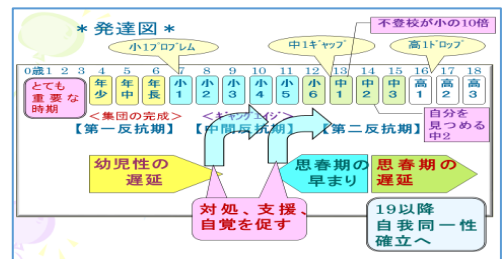 ＊発達図
不登校が小の10倍
小1プロブレム
中1ギャップ
高1ドロップ
0歳1 2 3 4 5 6 7 8 9 10 11 12 13 14 15 16 17 18
とても
重要な
時期
年少 年中 年長 小1 小2 小3 小4 小5 小6 中1 中2 中3 高1 高2 高3
＜集団の完成＞ ＜ギャングエイジ＞
【第一反抗期】 【中間反抗期】 【第二反抗期】
自分を
見つめる
中2
幼児性の
遅延
思春期の
早まり
思春期の
遅延
対処、支援、
自覚を促す
19以降
自我同一性
確立へ